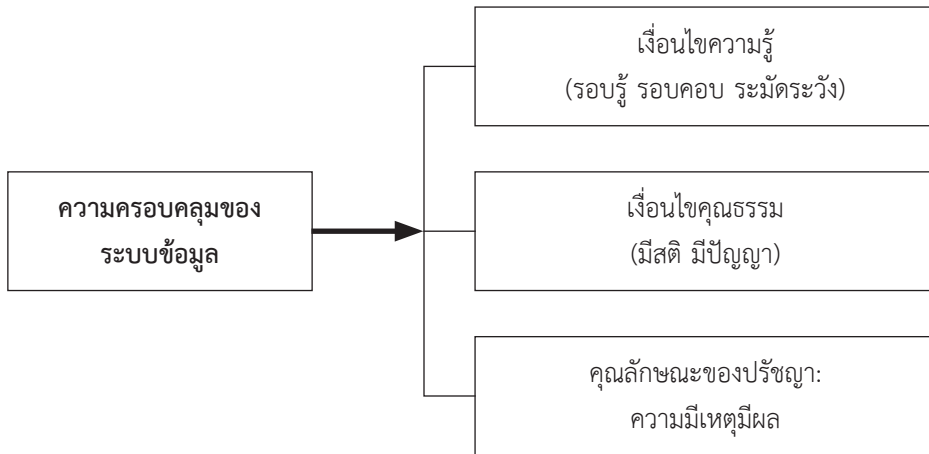 เงื่อนไขความรู้
(รอบรู้ รอบคอบ ระมัดระวัง)
ความครอบคลุมของ
ระบบข้อมูล
เงื่อนไขคุณธรรม
(มีสติ มีปัญญา)
คุณลักษณะของปรัชญา:
ความมีเหตุมีผล